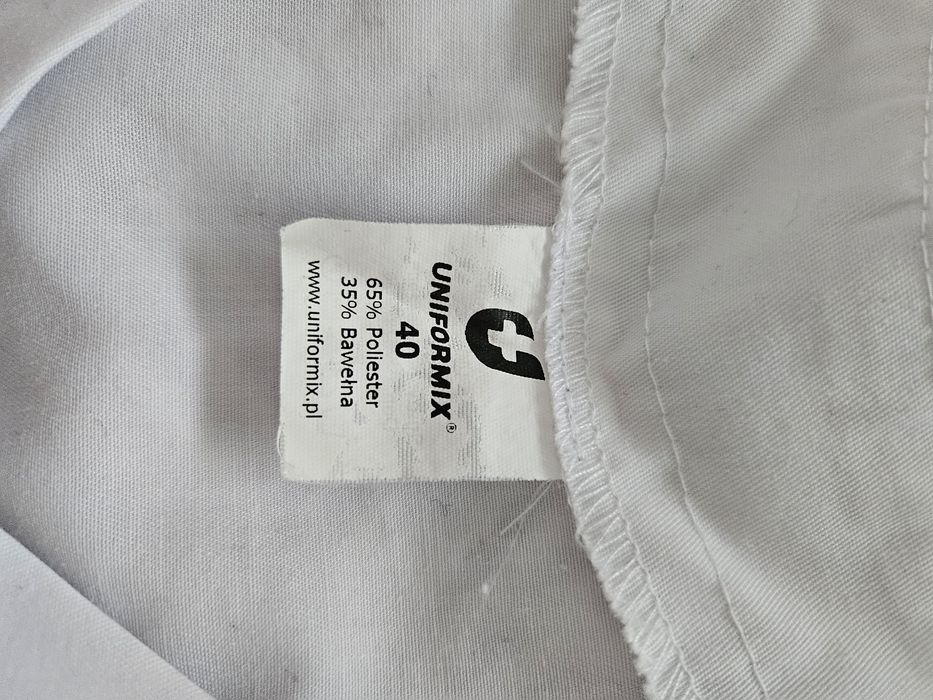 UNIFORMIX®
40
65% Poliester
35% Bawełna
www.uniformix.pl